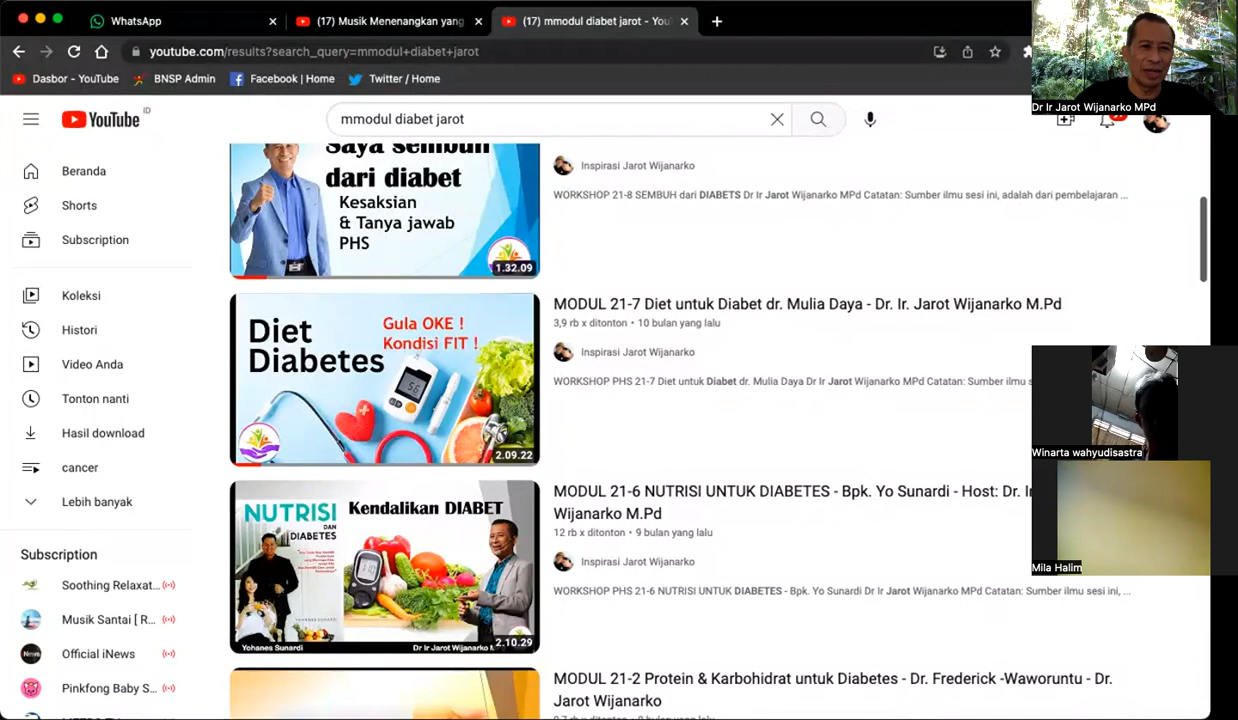 WhatsApp
(17) Musik Menenangkan yang
(17) mmodul diabet jarot - YouT
youtube.com/results?search_query=mmodul+diabet+jarot
Dasbor - YouTube
BNSP Admin
Facebook | Home
Twitter / Home
Dr Ir Jarot Wijanarko MPd
YouTube ID
mmodul diabet jarot
Beranda
Shorts
Subscription
Koleksi
Histori
Video Anda
Tonton nanti
Hasil download
cancer
Lebih banyak
Subscription
Soothing Relaxat...
Musik Santai [ R...
Official iNews
Pinkfong Baby S...
Saya sembuh
dari diabet
Kesaksian
& Tanya jawab
PHS
1.32.09
Inspirasi Jarot Wijanarko
WORKSHOP 21-8 SEMBUH dari DIABETS Dr Ir Jarot Wijanarko MPd Catatan: Sumber ilmu sesi ini, adalah dari pembelajaran ...
Diet
Diabetes
Gula OKE !
Kondisi FIT !
2.09.22
MODUL 21-7 Diet untuk Diabet dr. Mulia Daya - Dr. Ir. Jarot Wijanarko M.Pd
3,9 rb x ditonton • 10 bulan yang lalu
Inspirasi Jarot Wijanarko
WORKSHOP PHS 21-7 Diet untuk Diabet dr. Mulia Daya Dr Ir Jarot Wijanarko MPd Catatan: Sumber ilmu s
NUTRISI
DAN
DIABETES
Kendalikan DIABET
Yohanes Sunardi
Dr Ir Jarot Wijanarko
2.10.29
MODUL 21-6 NUTRISI UNTUK DIABETES - Bpk. Yo Sunardi - Host: Dr. Ir
Wijanarko M.Pd
12 rb x ditonton • 9 bulan yang lalu
Inspirasi Jarot Wijanarko
WORKSHOP PHS 21-6 NUTRISI UNTUK DIABETES - Bpk. Yo Sunardi Dr Ir Jarot Wijanarko MPd Catatan: Sumber ilmu sesi ini, ...
MODUL 21-2 Protein & Karbohidrat untuk Diabetes - Dr. Frederick -Waworuntu - Dr.
Jarot Wijanarko
Winarta wahyudisastra
Mila Halim